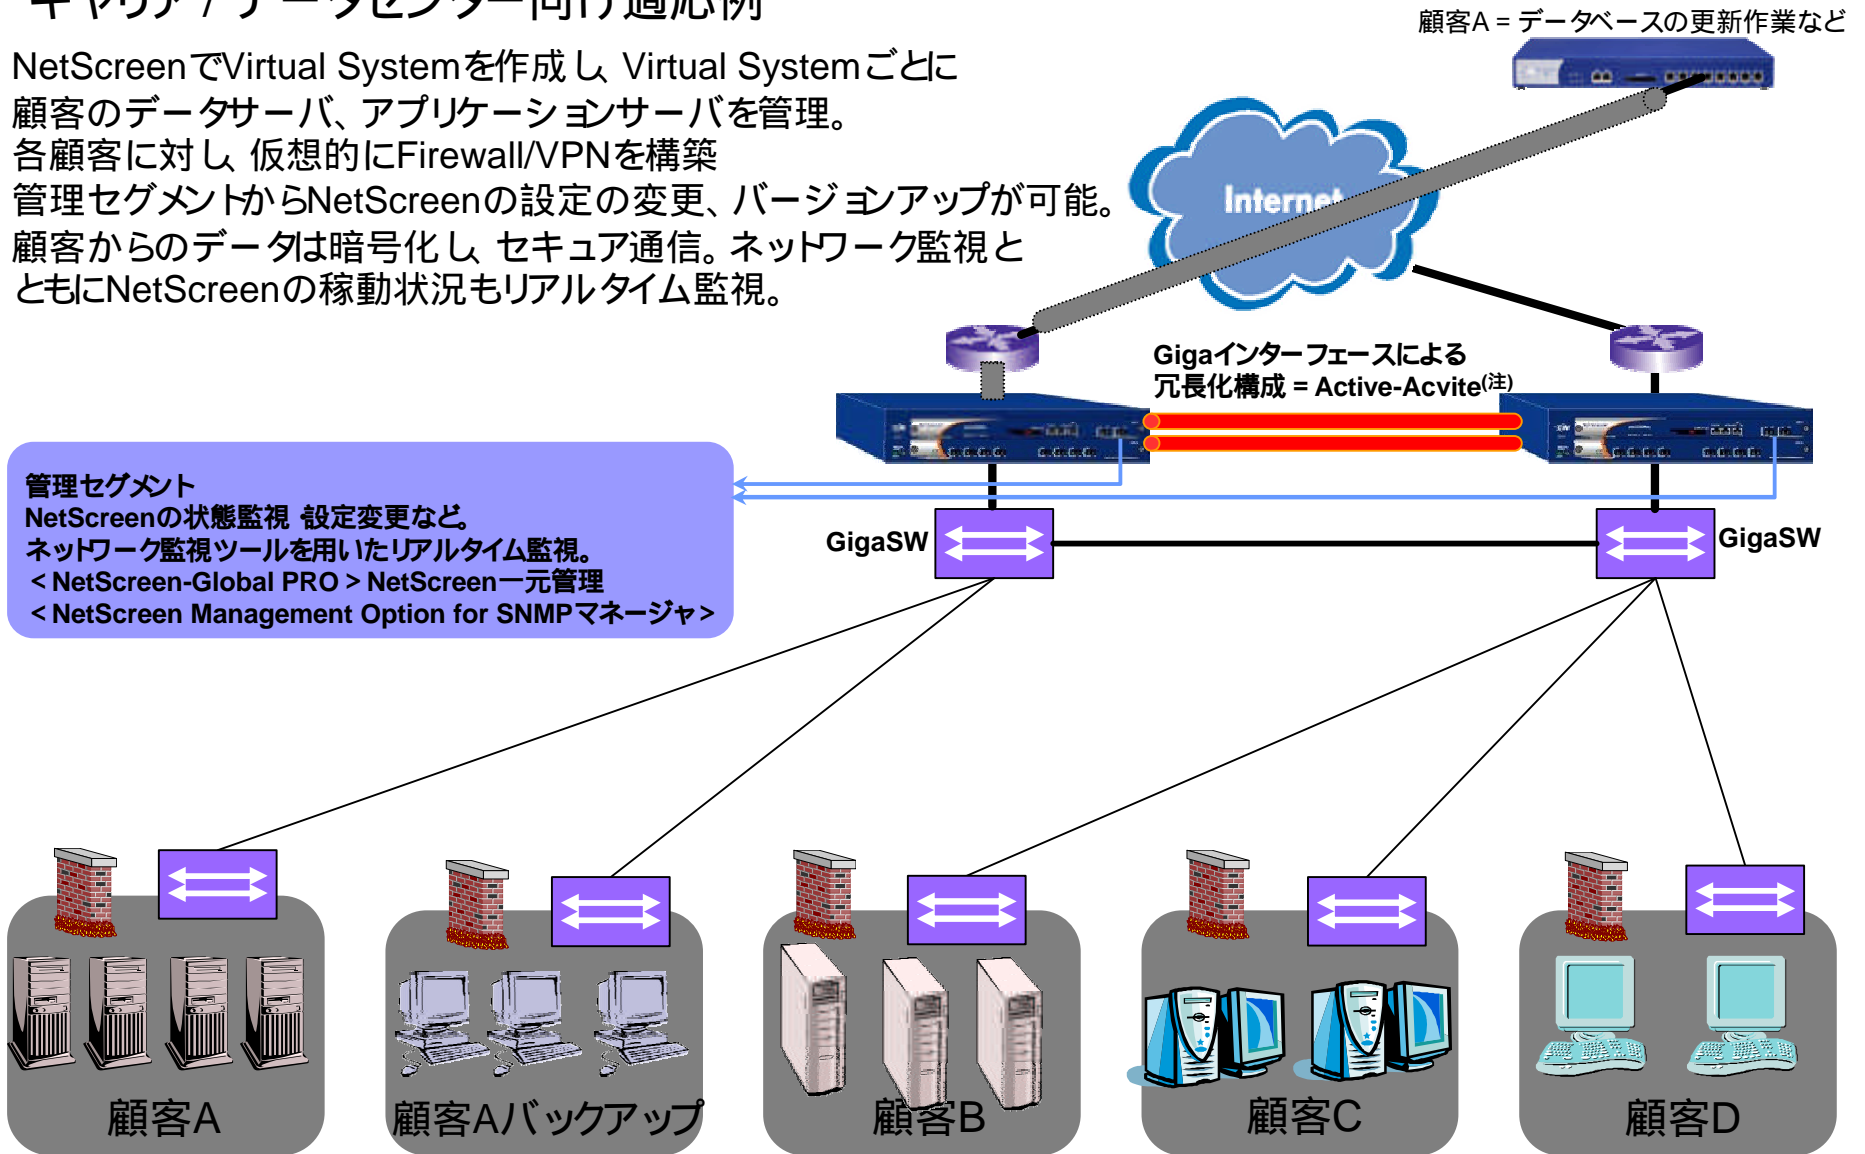 キャリア / データセンター向け適応例
顧客A = データベースの更新作業など
NetScreenでVirtual Systemを作成し、Virtual Systemごとに
顧客のデータサーバ、アプリケーションサーバを管理。
各顧客に対し、仮想的にFirewall/VPNを構築
管理セグメントからNetScreenの設定の変更、バージョンアップが可能。
顧客からのデータは暗号化し、セキュア通信。ネットワーク監視と
ともにNetScreenの稼動状況もリアルタイム監視。
Internet
Gigaインターフェースによる
冗長化構成 = Active-Acvite(注)
管理セグメント
NetScreenの状態監視・設定変更など。
ネットワーク監視ツールを用いたリアルタイム監視。
< NetScreen-Global PRO > NetScreen一元管理
< NetScreen Management Option for SNMPマネージャ >
GigaSW
GigaSW
顧客A
顧客Aバックアップ
顧客B
顧客C
顧客D